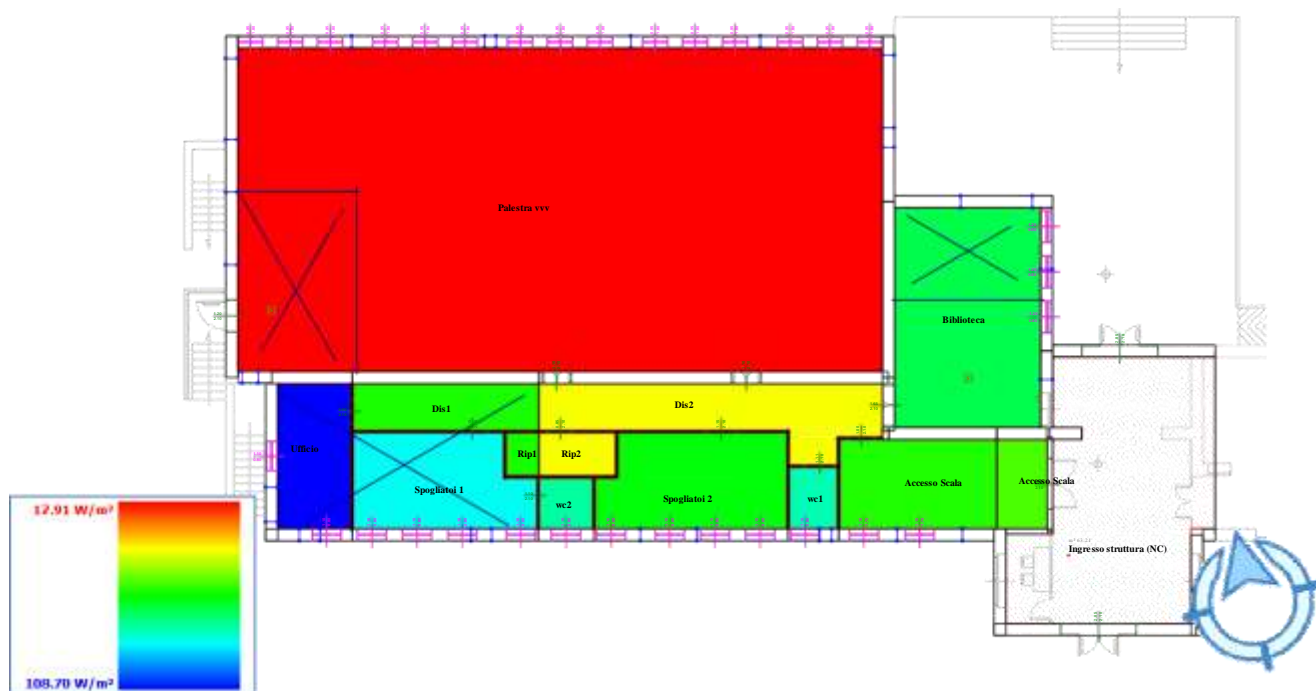 Palestra vvv
Biblioteca
Dis1
Dis2
Ufficio
Rip1
Rip2
Spogliatoi 1
wc2
Spogliatoi 2
wc1
Accesso Scala
Accesso Scala
Ingresso struttura (NC)
12.91 W/m²
108.70 W/m²